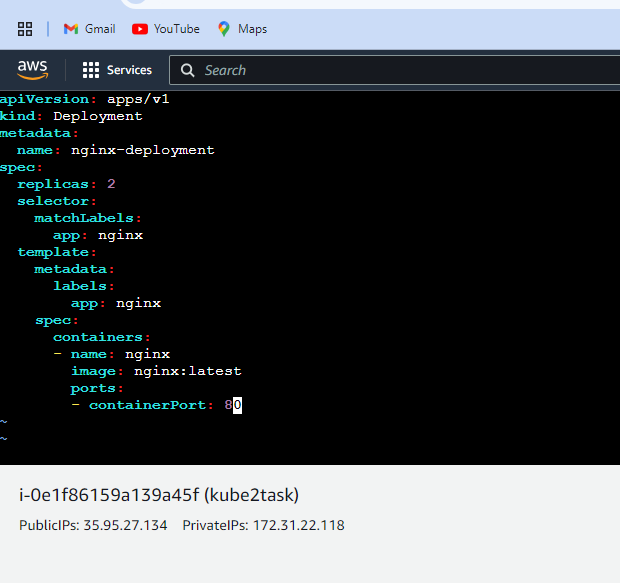 Gmail YouTube Maps
aws Services Search
apiVersion: apps/v1
kind: Deployment
metadata:
  name: nginx-deployment
spec:
  replicas: 2
  selector:
    matchLabels:
      app: nginx
  template:
    metadata:
      labels:
        app: nginx
    spec:
      containers:
      - name: nginx
        image: nginx:latest
        ports:
        - containerPort: 80
~
~
i-0e1f86159a139a45f (kube2task)
PublicIPs: 35.95.27.134 PrivateIPs: 172.31.22.118